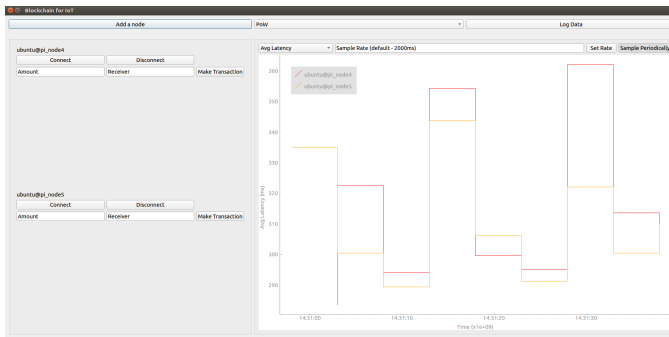 Blockchain for IoT
Add a node
PoW
Log Data
ubuntu@pi_node4
Connect
Disconnect
Amount
Receiver
Make Transaction
ubuntu@pi_node5
Connect
Disconnect
Amount
Receiver
Make Transaction
Avg Latency
Sample Rate (default - 2000ms)
Set Rate
Sample Periodically
ubuntu@pi_node4
ubuntu@pi_node5
360
350
340
330
320
310
300
290
Avg Latency (ms)
14:31:00
14:31:10
14:31:20
14:31:30
Time (x1e+09)